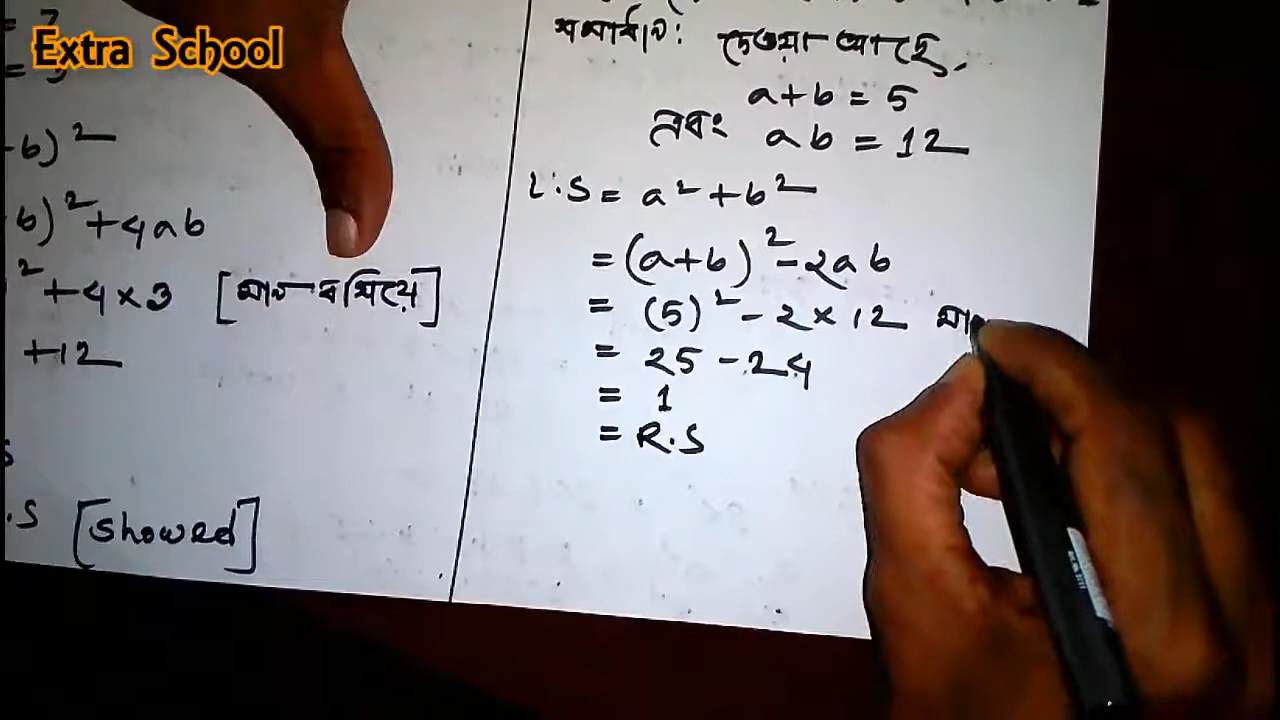 Extra School
= 7
-b)²
b)² + 4ab
² + 4 × 3 [মান বসিয়ে]
+12
.S [Showed]
সমাধান: দেওয়া আছে,
a + b = 5
এবং ab = 12
L.S = a² + b²
= (a+b)² - 2ab
= (5)² - 2 × 12 মান
= 25 - 24
= 1
= R.S